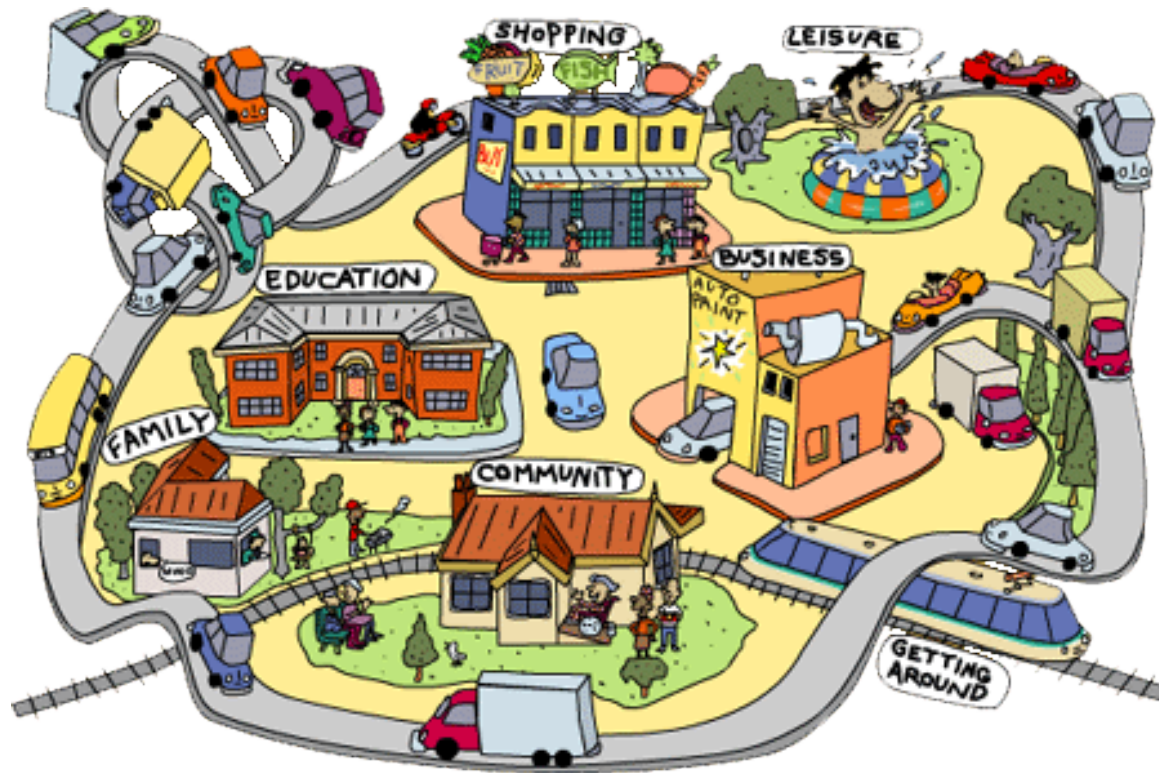 SHOPPING
LEISURE
FRUIT
FISH
BUY
EDUCATION
BUSINESS
AUTO
PAINT
FAMILY
COMMUNITY
GETTING
AROUND